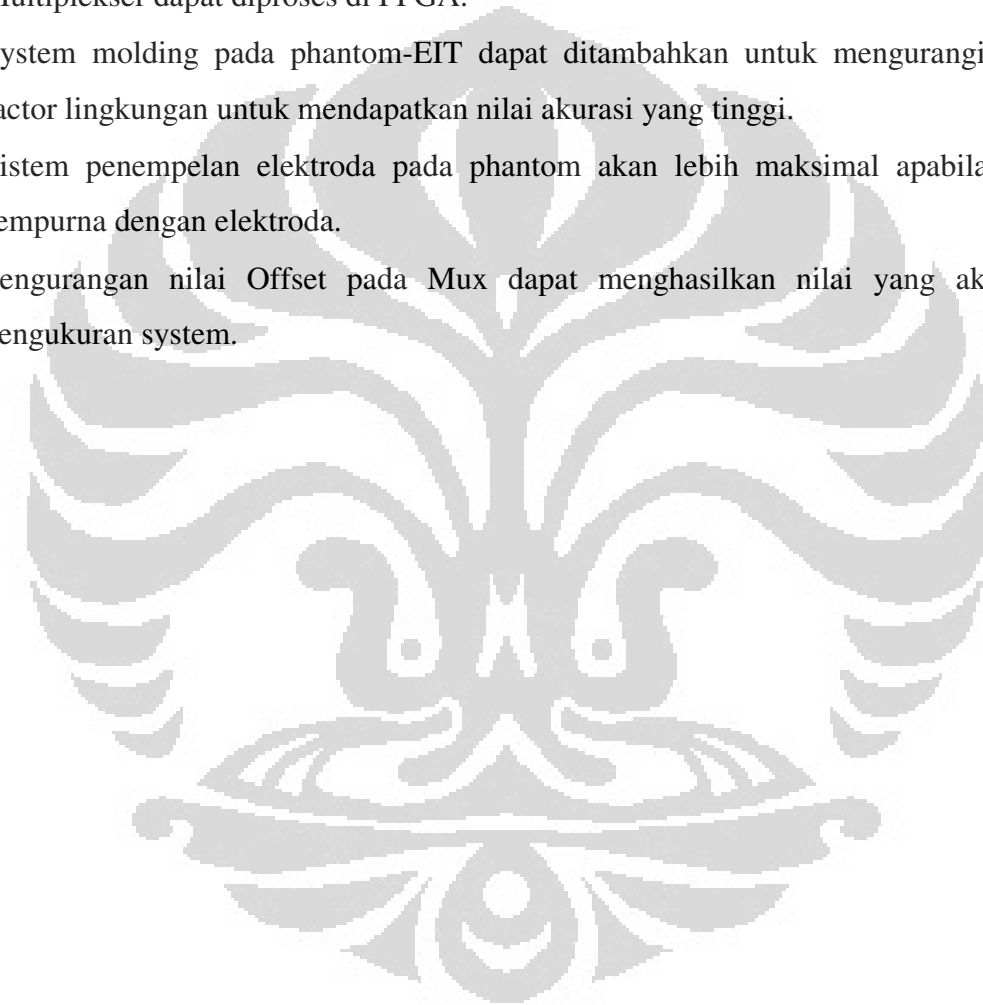 ultiplekser dapat diproses di FPGA.
ystem molding pada phantom-EIT dapat ditambahkan untuk mengurangi
actor lingkungan untuk mendapatkan nilai akurasi yang tinggi.
istem penempelan elektroda pada phantom akan lebih maksimal apabila
empurna dengan elektroda.
engurangan nilai Offset pada Mux dapat menghasilkan nilai yang ak
engukuran system.